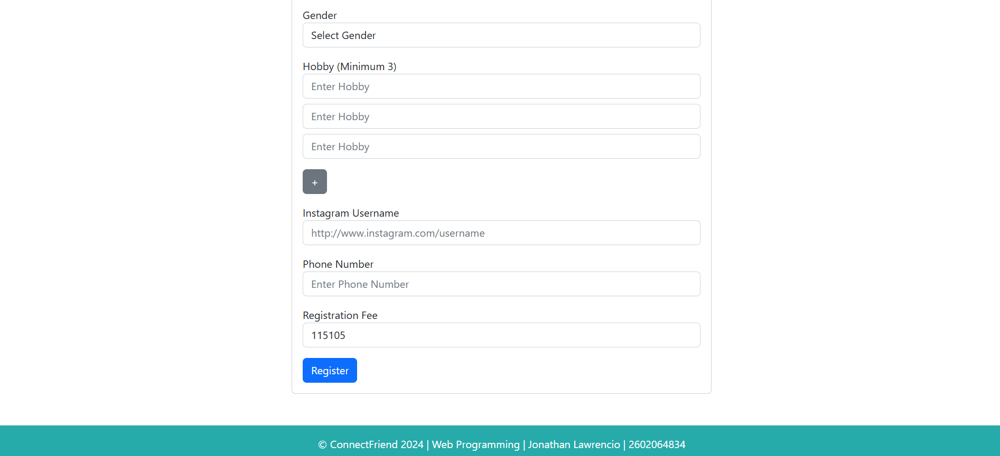 Gender
Select Gender
Hobby (Minimum 3)
Enter Hobby
Enter Hobby
Enter Hobby
+
Instagram Username
http://www.instagram.com/username
Phone Number
Enter Phone Number
Registration Fee
115105
Register
© ConnectFriend 2024 | Web Programming | Jonathan Lawrencio | 2602064834